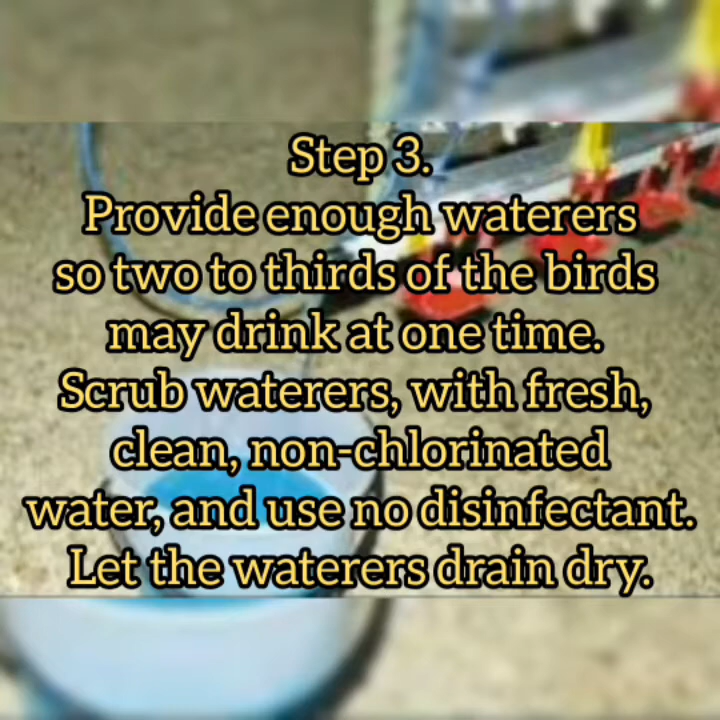 Step 3.
Provide enough waterers
so two to thirds of the birds
may drink at one time.
Scrub waterers, with fresh,
clean, non-chlorinated
water, and use no disinfectant.
Let the waterers drain dry.